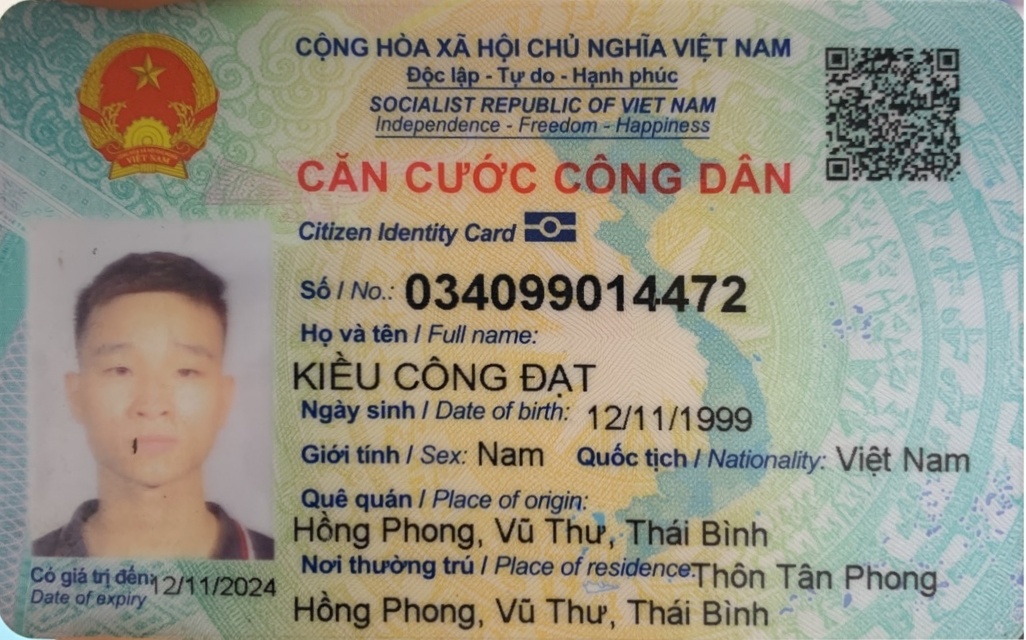 CỘNG HÒA XÃ HỘI CHỦ NGHĨA VIỆT NAM
Độc lập - Tự do - Hạnh phúc
SOCIALIST REPUBLIC OF VIET NAM
Independence - Freedom - Happiness
VIỆT NAM
CĂN CƯỚC CÔNG DÂN
Citizen Identity Card
Số / No.: 034099014472
Họ và tên / Full name:
KIỀU CÔNG ĐẠT
Ngày sinh / Date of birth: 12/11/1999
Giới tính / Sex: Nam Quốc tịch / Nationality: Việt Nam
Quê quán / Place of origin:
Hồng Phong, Vũ Thư, Thái Bình
Nơi thường trú / Place of residence: Thôn Tân Phong
Hồng Phong, Vũ Thư, Thái Bình
Có giá trị đến: 12/11/2024
Date of expiry